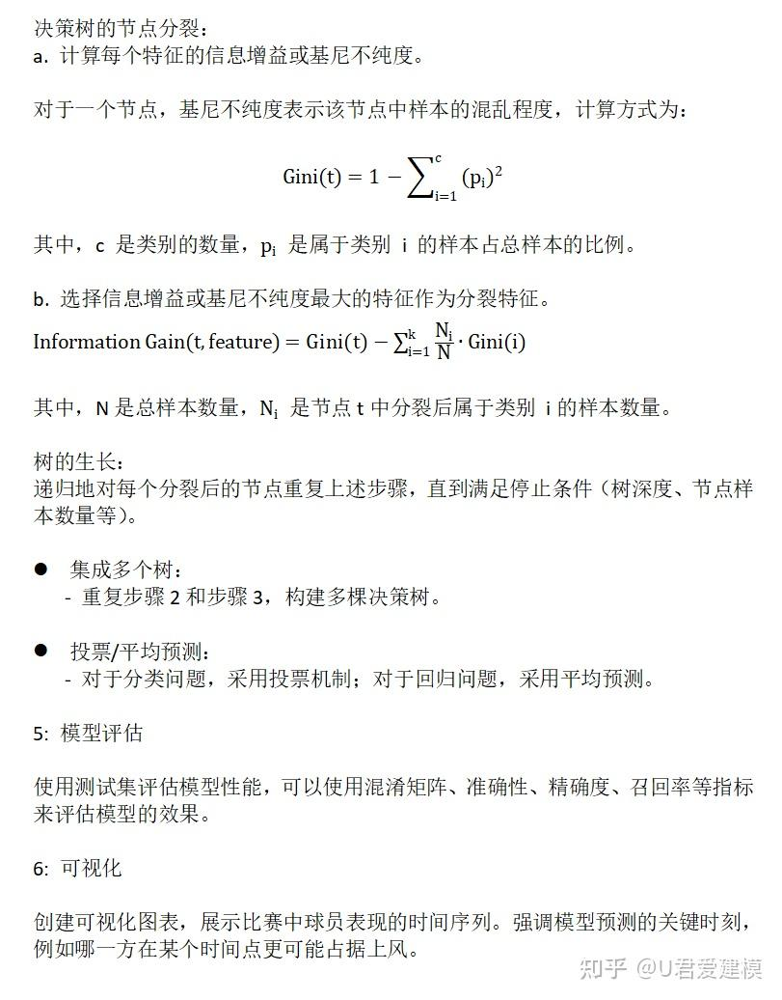 决策树的节点分裂：
a. 计算每个特征的信息增益或基尼不纯度。
对于一个节点，基尼不纯度表示该节点中样本的混乱程度，计算方式为：
Gini(t) = 1 − ∑_{i=1}^{c} (p_i)²
其中，c 是类别的数量，p_i 是属于类别 i 的样本占总样本的比例。
b. 选择信息增益或基尼不纯度最大的特征作为分裂特征。
Information Gain(t, feature) = Gini(t) − ∑_{i=1}^{k} N_i/N · Gini(i)
其中，N 是总样本数量，N_i 是节点 t 中分裂后属于类别 i 的样本数量。
树的生长：
递归地对每个分裂后的节点重复上述步骤，直到满足停止条件（树深度、节点样
本数量等）。
● 集成多个树：
- 重复步骤 2 和步骤 3，构建多棵决策树。
● 投票/平均预测：
- 对于分类问题，采用投票机制；对于回归问题，采用平均预测。
5: 模型评估
使用测试集评估模型性能，可以使用混淆矩阵、准确性、精确度、召回率等指标
来评估模型的效果。
6: 可视化
创建可视化图表，展示比赛中球员表现的时间序列。强调模型预测的关键时刻，
例如哪一方在某个时间点更可能占据上风。
知乎 @U君爱建模